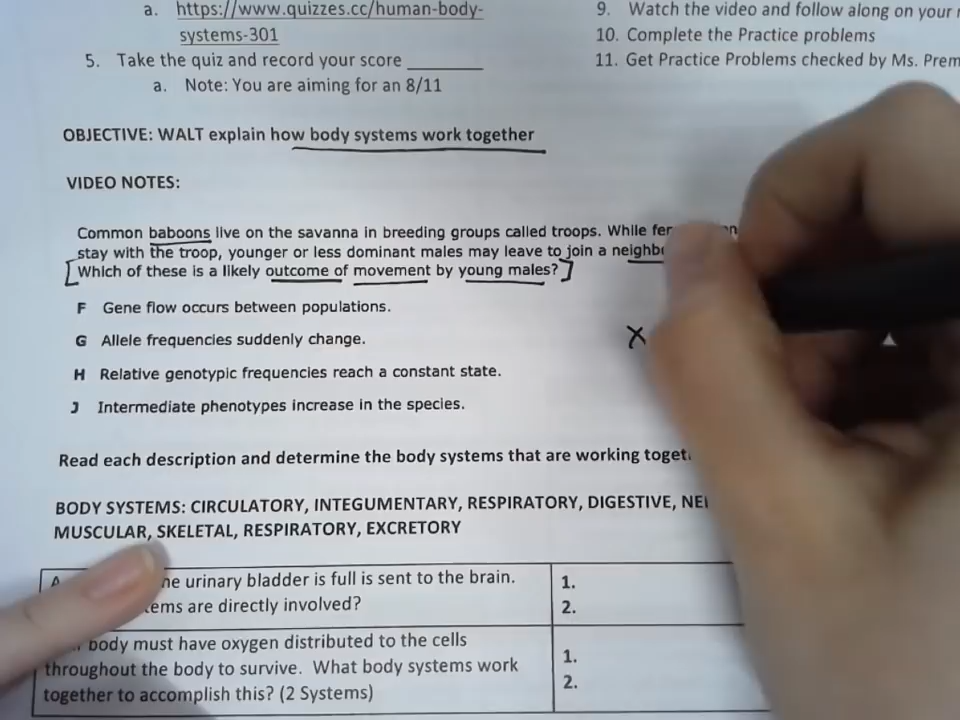 a. https://www.quizzes.cc/human-body-
systems-301
5. Take the quiz and record your score ________
a. Note: You are aiming for an 8/11
9. Watch the video and follow along on your
10. Complete the Practice problems
11. Get Practice Problems checked by Ms. Prem
OBJECTIVE: WALT explain how body systems work together
VIDEO NOTES:
Common baboons live on the savanna in breeding groups called troops. While
stay with the troop, younger or less dominant males may leave to join a
[Which of these is a likely outcome of movement by young males?]
F Gene flow occurs between populations.
G Allele frequencies suddenly change.
H Relative genotypic frequencies reach a constant state.
J Intermediate phenotypes increase in the species.
X
Read each description and determine the body systems that are working
BODY SYSTEMS: CIRCULATORY, INTEGUMENTARY, RESPIRATORY, DIGESTIVE,
MUSCULAR, SKELETAL, RESPIRATORY, EXCRETORY
urinary bladder is full is sent to the brain.
are directly involved?
1.
2.
body must have oxygen distributed to the cells
throughout the body to survive. What body systems work
together to accomplish this? (2 Systems)
1.
2.